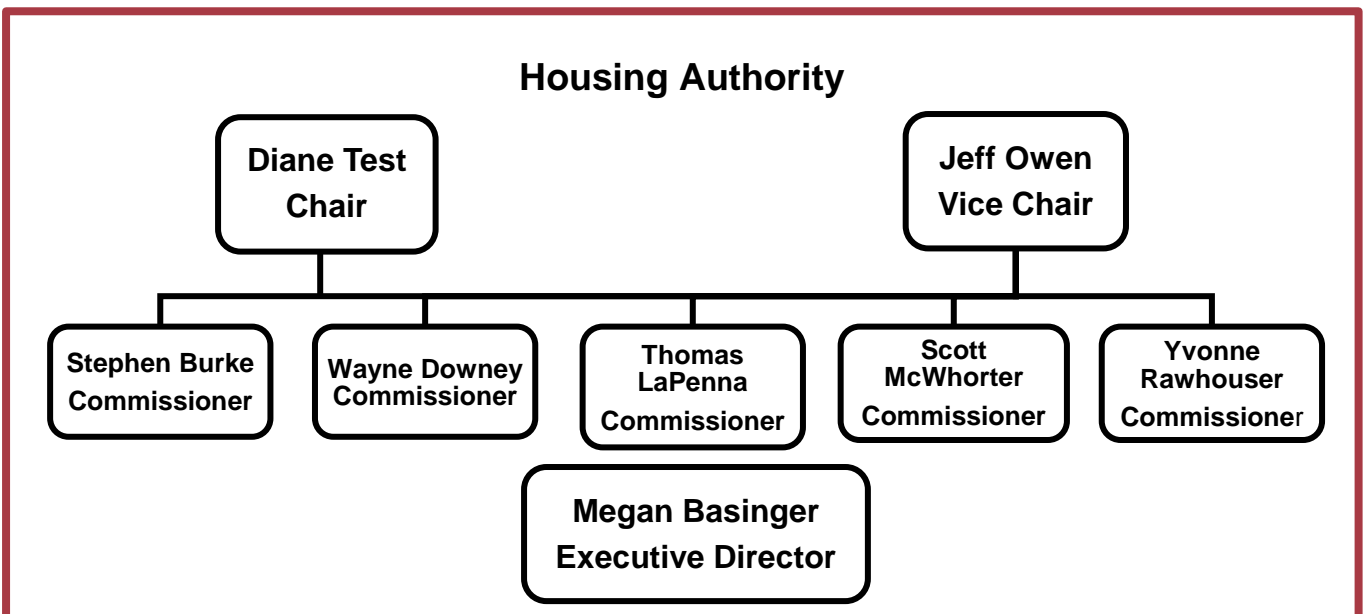 Housing Authority
Diane Test
Chair
Jeff Owen
Vice Chair
Stephen Burke
Commissioner
Wayne Downey
Commissioner
Thomas
LaPenna
Commissioner
Scott
McWhorter
Commissioner
Yvonne
Rawhouser
Commissioner
Megan Basinger
Executive Director